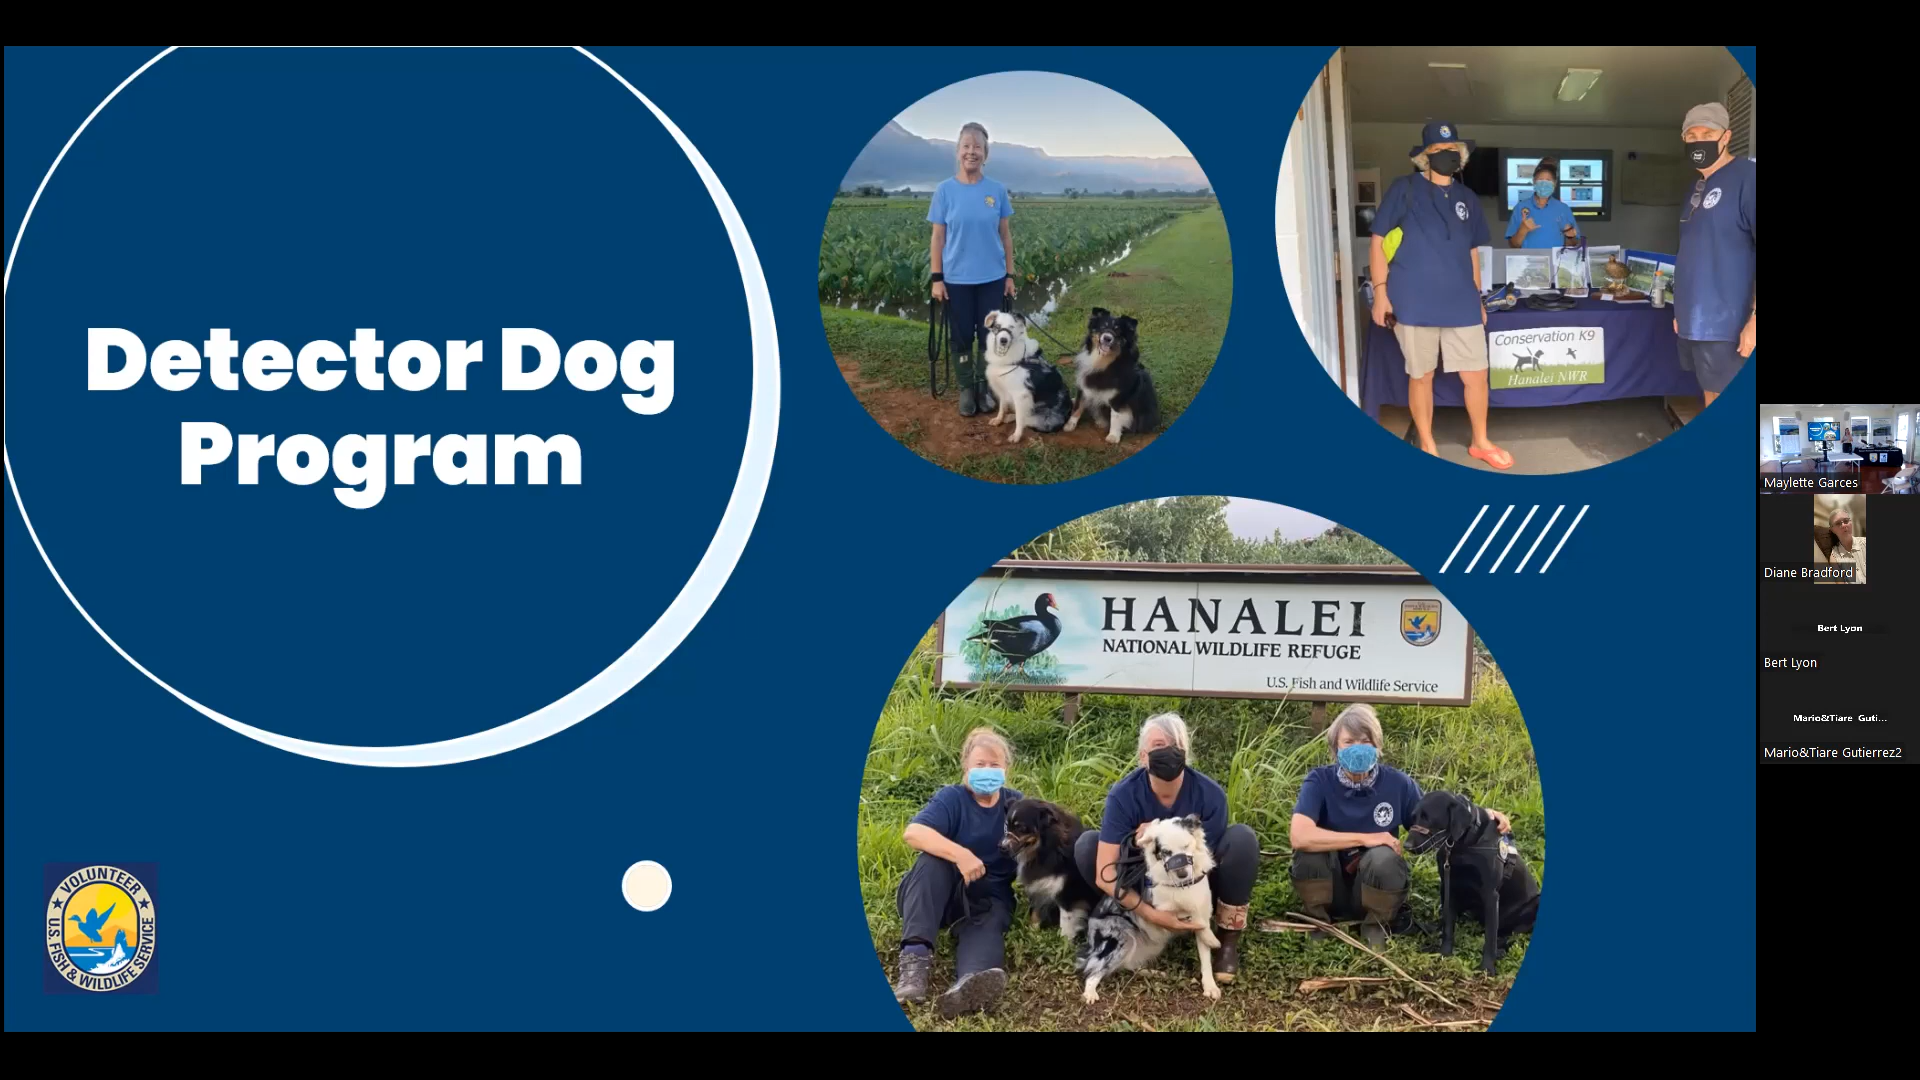 Detector Dog
Program
Conservation K9
Hanalei NWR
HANALEI
NATIONAL WILDLIFE REFUGE
U.S. Fish and Wildlife Service
VOLUNTEER
U.S. FISH & WILDLIFE SERVICE
Maylette Garces
Diane Bradford
Bert Lyon
Bert Lyon
Mario&Tiare Guti...
Mario&Tiare Gutierrez2